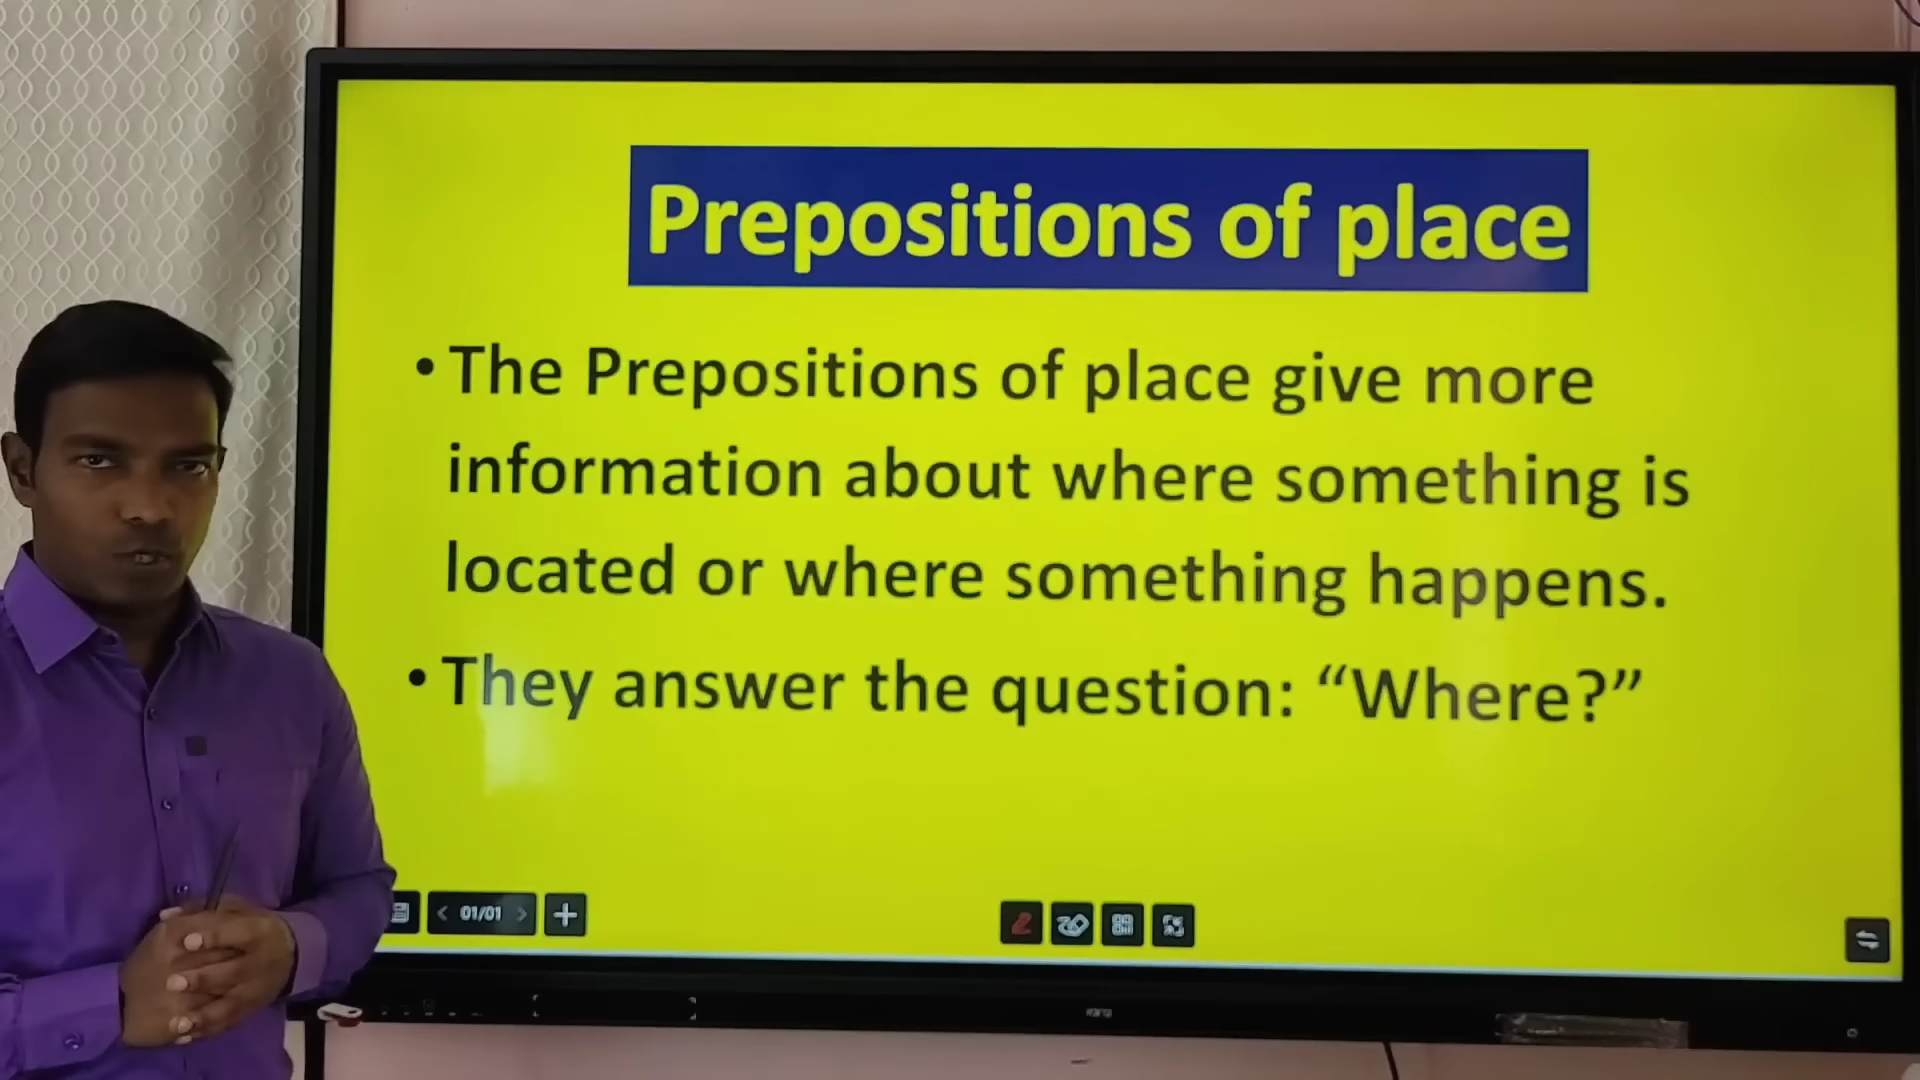 Prepositions of place
• The Prepositions of place give more
information about where something is
located or where something happens.
• They answer the question: “Where?”
01/01